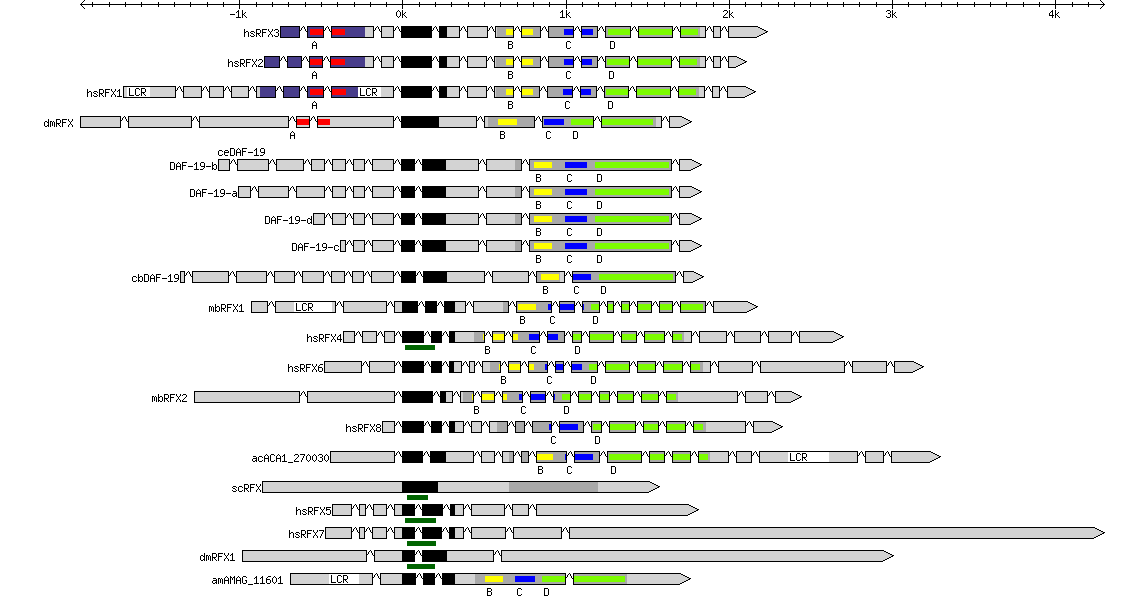 -1k 0k 1k 2k 3k 4k
hsRFX3
A B C D
hsRFX2
A B C D
hsRFX1 LCR LCR
A B C D
dmRFX
A B C D
ceDAF-19
DAF-19-b
B C D
DAF-19-a
B C D
DAF-19-d
B C D
DAF-19-c
B C D
cbDAF-19
B C D
mbRFX1 LCR
B C D
hsRFX4
B C D
hsRFX6
B C D
mbRFX2
B C D
hsRFX8
C D
acACA1_270030 LCR
B C D
scRFX
hsRFX5
hsRFX7
dmRFX1
amAMAG_11601 LCR
B C D